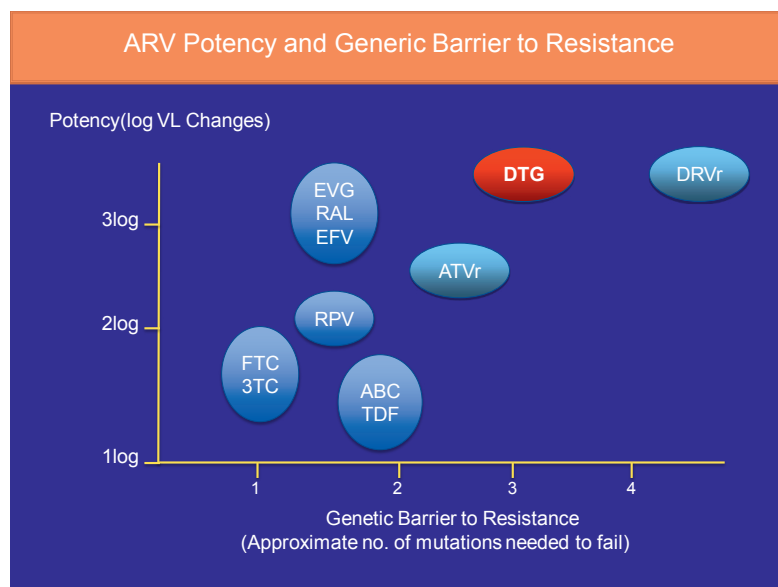 ARV Potency and Generic Barrier to Resistance
Potency(log VL Changes)
3log
2log
1log
EVG
RAL
EFV
DTG
DRVr
ATVr
RPV
FTC
3TC
ABC
TDF
1
2
3
4
Genetic Barrier to Resistance
(Approximate no. of mutations needed to fail)